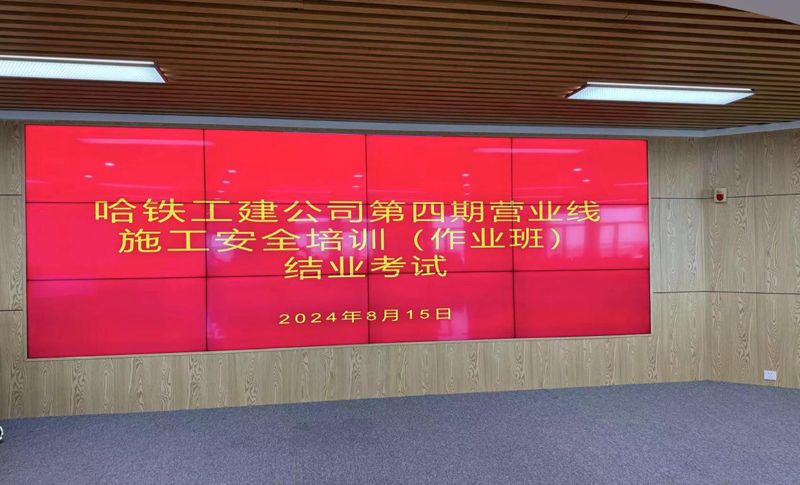 哈铁工建公司第四期营业线
施工安全培训（作业班）
结业考试
2024年8月15日